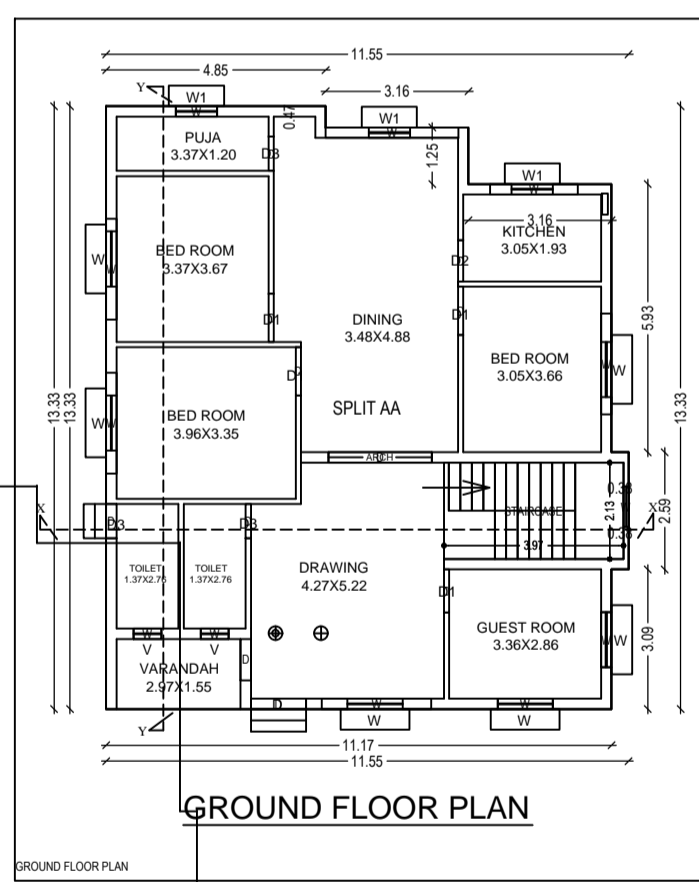 11.55
4.85
3.16
Y
W1
W
0.47
W1
W
1.25
W1
W
PUJA
3.37X1.20
D3
3.16
KITCHEN
3.05X1.93
D2
BED ROOM
3.37X3.67
W
W
D1
DINING
3.48X4.88
D1
BED ROOM
3.05X3.66
W
W
5.93
13.33
13.33
13.33
BED ROOM
3.96X3.35
W
W
D
SPLIT AA
ARCH
D
STAIRCASE
0.38
2.13
0.38
2.59
3.97
X
X
D3
D3
TOILET
1.37X2.76
TOILET
1.37X2.76
DRAWING
4.27X5.22
D1
GUEST ROOM
3.36X2.86
W
W
3.09
W
V
W
V
VARANDAH
2.97X1.55
D
D
W
W
W
W
Y
11.17
11.55
GROUND FLOOR PLAN
GROUND FLOOR PLAN